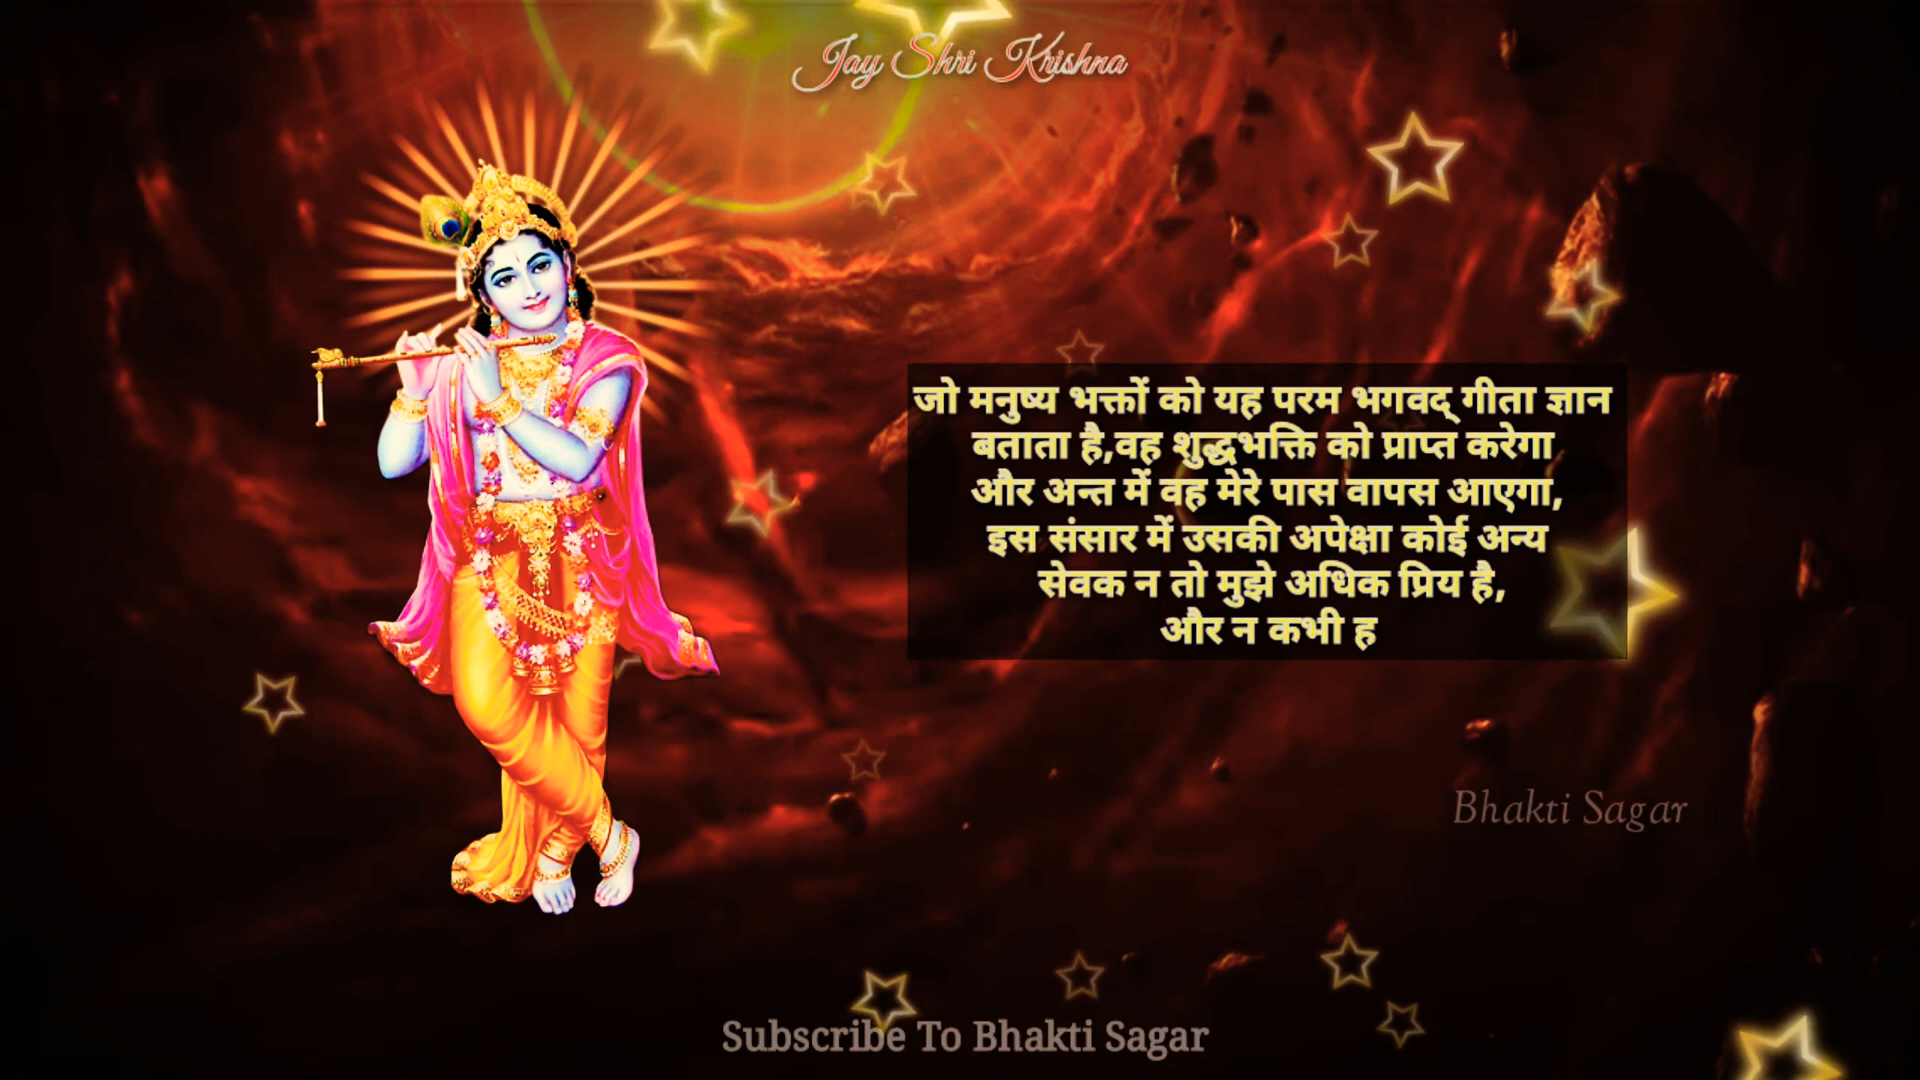 Jay Shri Krishna
जो मनुष्य भक्तों को यह परम भगवद् गीता ज्ञान
बताता है,वह शुद्धभक्ति को प्राप्त करेगा
और अन्त में वह मेरे पास वापस आएगा,
इस संसार में उसकी अपेक्षा कोई अन्य
सेवक न तो मुझे अधिक प्रिय है,
और न कभी ह
Bhakti Sagar
Subscribe To Bhakti Sagar